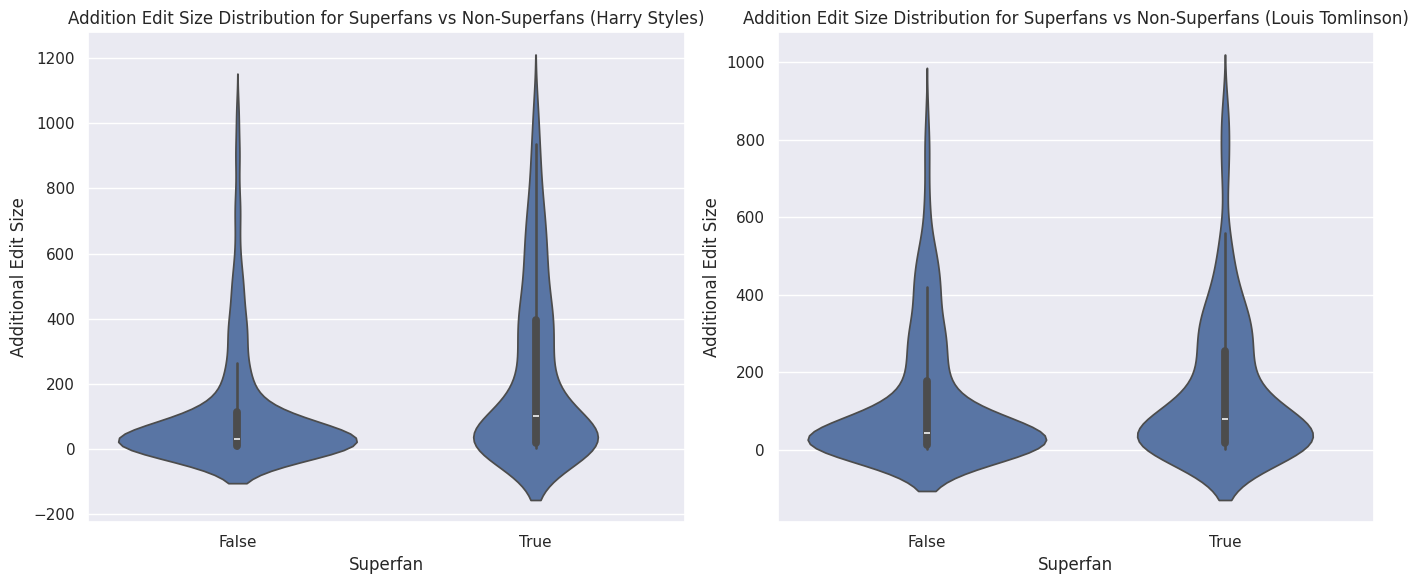 Addition Edit Size Distribution for Superfans vs Non-Superfans (Harry Styles)
1200
1000
800
600
400
200
0
−200
Additional Edit Size
False
True
Superfan
Addition Edit Size Distribution for Superfans vs Non-Superfans (Louis Tomlinson)
1000
800
600
400
200
0
Additional Edit Size
False
True
Superfan